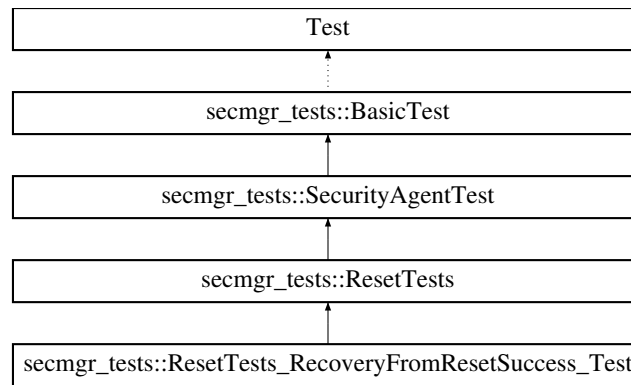 Test
secmgr_tests::BasicTest
secmgr_tests::SecurityAgentTest
secmgr_tests::ResetTests
secmgr_tests::ResetTests_RecoveryFromResetSuccess_Test